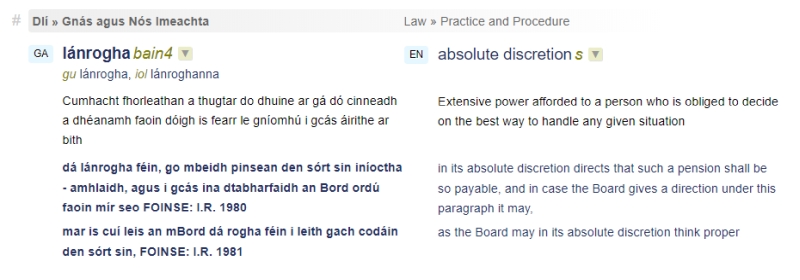 # Dlí » Gnás agus Nós Imeachta
Law » Practice and Procedure
GA lánrogha bain4 ▼
gu lánrogha, iol lánroghanna
Cumhacht fhorleathan a thugtar do dhuine ar gá dó cinneadh
a dhéanamh faoin dóigh is fearr le gníomhú i gcás áirithe ar
bith
dá lánrogha féin, go mbeidh pinsean den sórt sin iníoctha
- amhlaidh, agus i gcás ina dtabharfaidh an Bord ordú
faoin mír seo FOINSE: I.R. 1980
mar is cuí leis an mBord dá rogha féin i leith gach codáin
den sórt sin, FOINSE: I.R. 1981
EN absolute discretion s ▼
Extensive power afforded to a person who is obliged to decide
on the best way to handle any given situation
in its absolute discretion directs that such a pension shall be
so payable, and in case the Board gives a direction under this
paragraph it may,
as the Board may in its absolute discretion think proper